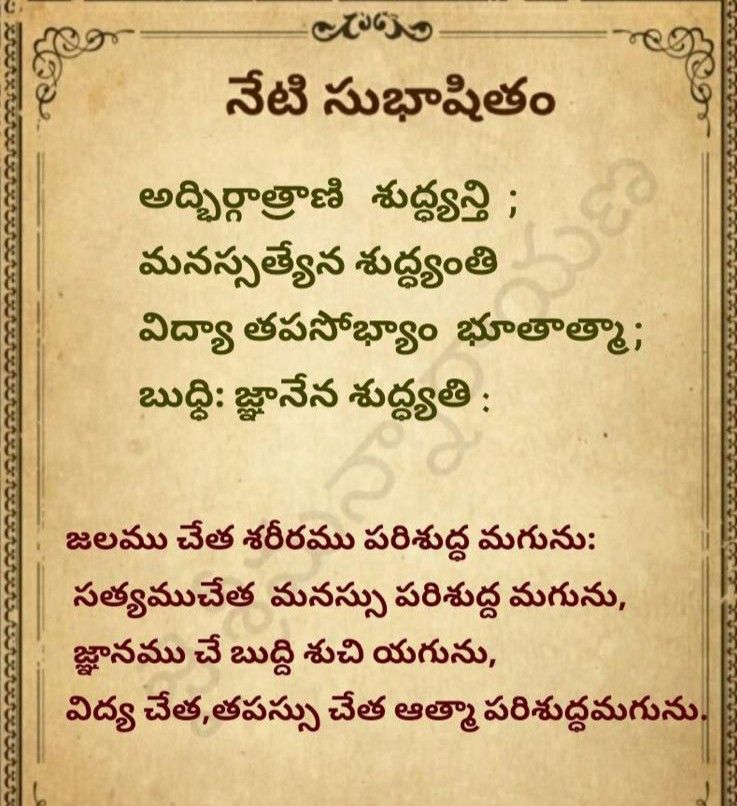 నేటి సుభాషితం
అద్భిర్గాత్రాణి శుద్ధ్యన్తి ;
మనస్సత్యేన శుద్ధ్యంతి
విద్యా తపసోభ్యాం భూతాత్మా ;
బుధ్ధి: జ్ఞానేన శుద్ధ్యతి :
జలము చేత శరీరము పరిశుద్ధ మగును:
సత్యముచేత మనస్సు పరిశుద్ద మగును,
జ్ఞానము చే బుద్ది శుచి యగును,
విద్య చేత,తపస్సు చేత ఆత్మా పరిశుద్ధమగును.